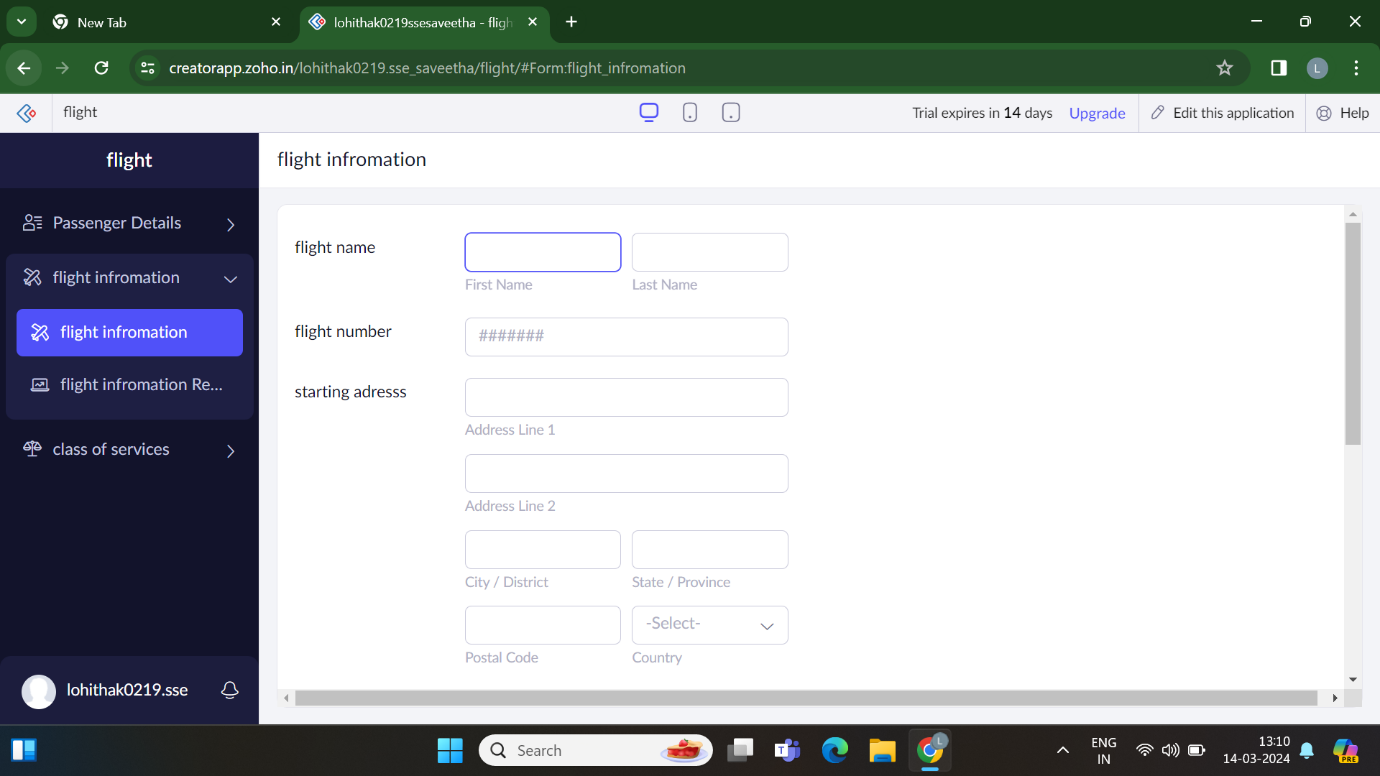 New Tab
lohithak0219ssesaveetha - fligh
creatorapp.zoho.in/lohithak0219.sse_saveetha/flight/#Form:flight_infromation
L
flight
Trial expires in 14 days
Upgrade
Edit this application
Help
flight
flight infromation
Passenger Details
flight infromation
flight infromation
flight infromation Re...
class of services
flight name
First Name
Last Name
flight number
#######
starting adresss
Address Line 1
Address Line 2
City / District
State / Province
-Select-
Postal Code
Country
lohithak0219.sse
Search
L
ENG
IN
13:10
14-03-2024
PRE